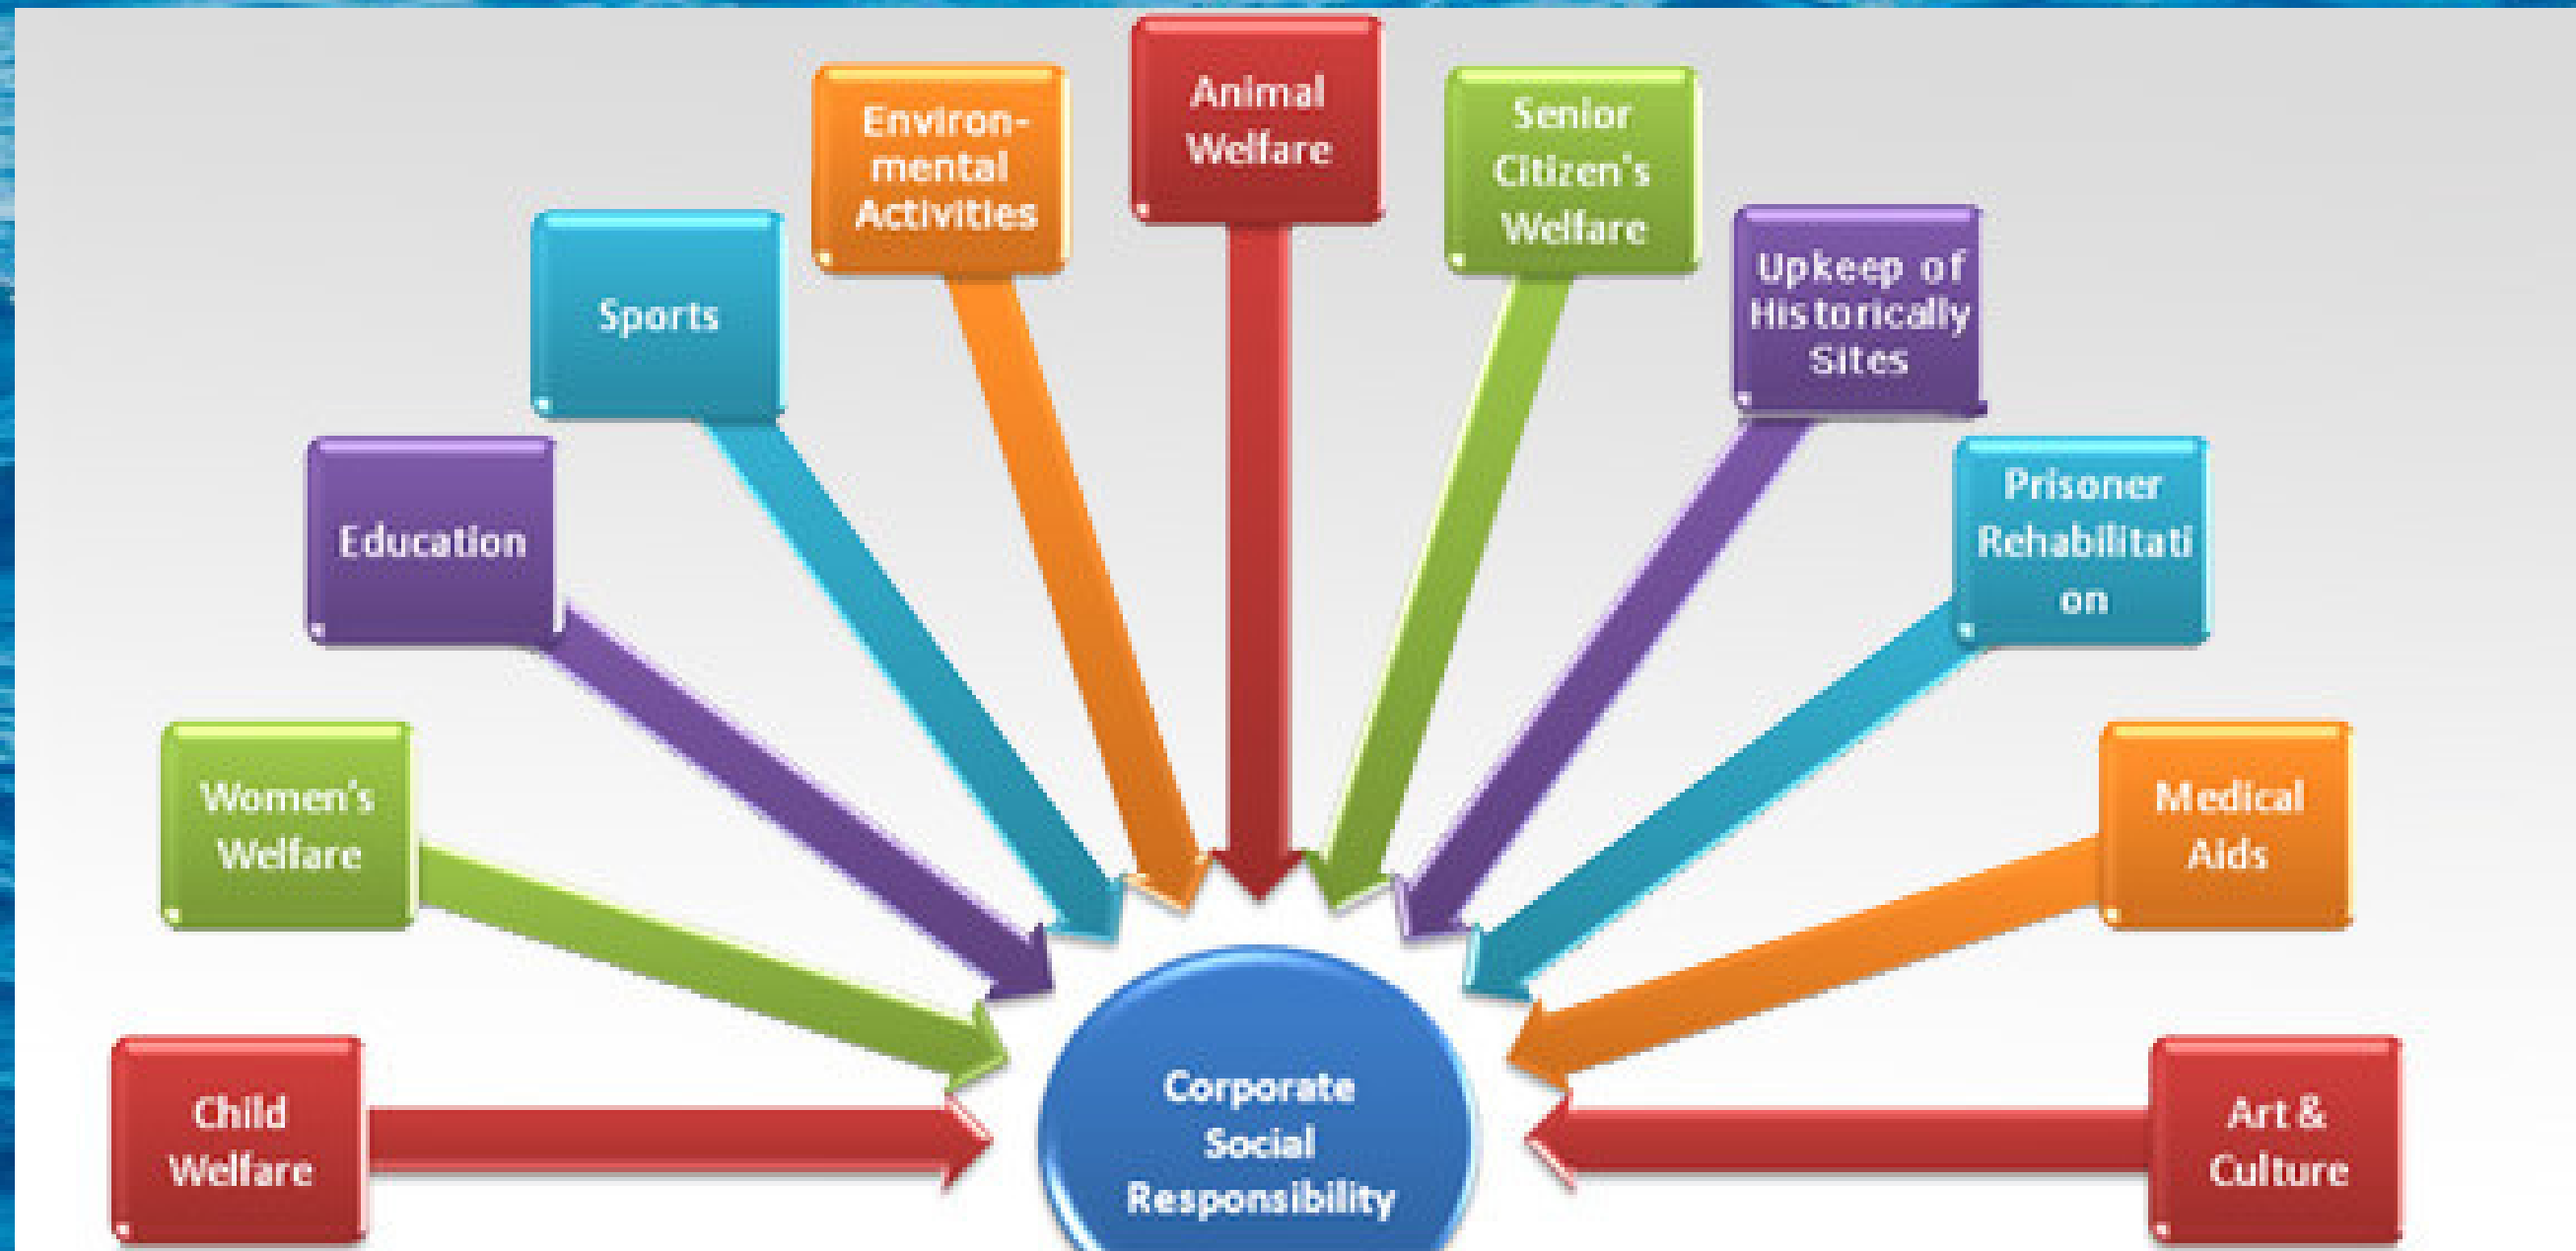 Animal
Welfare
Environ-
mental
Activities
Senior
Citizen's
Welfare
Sports
Upkeep of
Historically
Sites
Education
Prisoner
Rehabilitati
on
Women's
Welfare
Medical
Aids
Child
Welfare
Corporate
Social
Responsibility
Art &
Culture